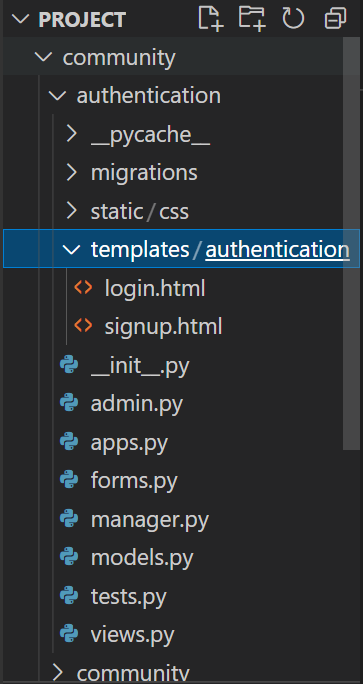 PROJECT
community
authentication
__pycache__
migrations
static/css
templates/authentication
login.html
signup.html
__init__.py
admin.py
apps.py
forms.py
manager.py
models.py
tests.py
views.py
community